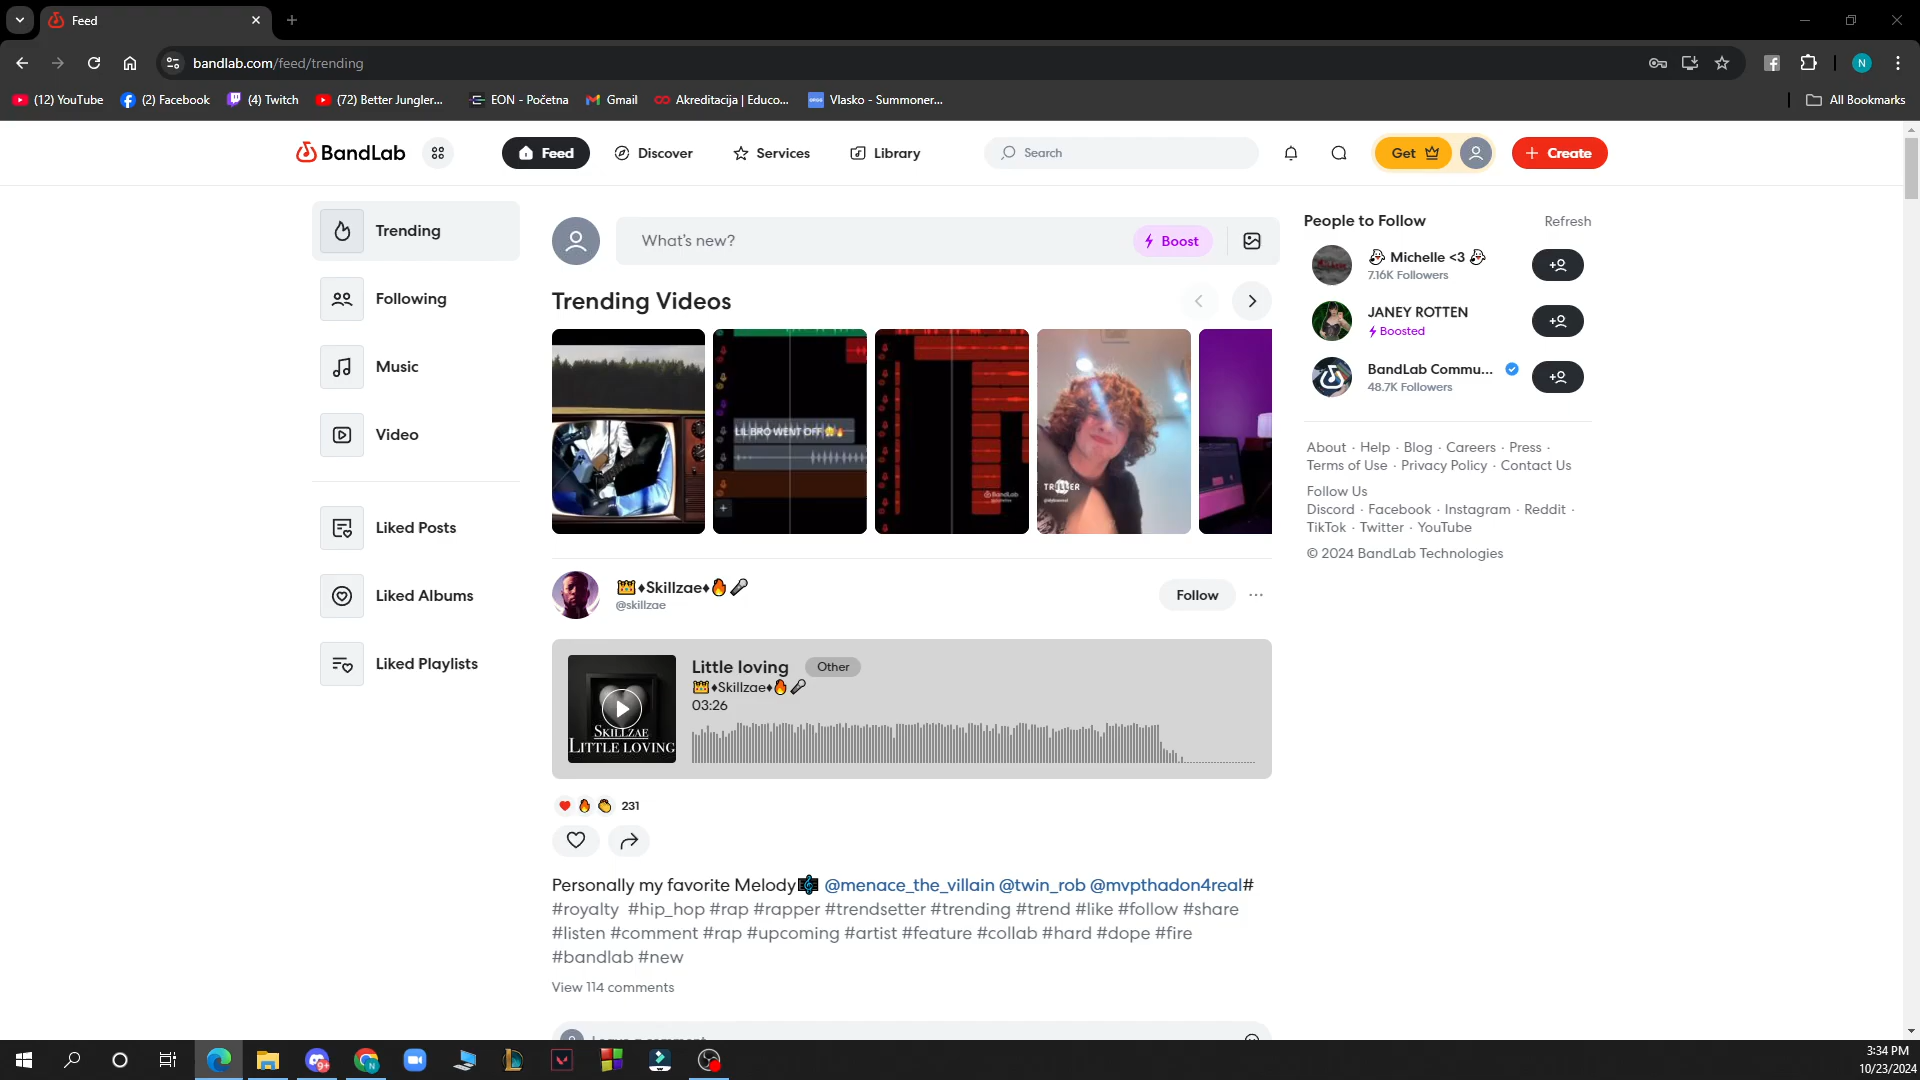 Feed
bandlab.com/feed/trending
(12) YouTube
(2) Facebook
(4) Twitch
(72) Better Jungler...
EON - Početna
Gmail
Akreditacija | Educo...
Vlasko - Summoner...
All Bookmarks
N
BandLab
Feed
Discover
Services
Library
Search
Get
+ Create
Trending
Following
Music
Video
Liked Posts
Liked Albums
Liked Playlists
What's new?
Boost
Trending Videos
LIL BRO WENT OFF
BandLab
TRILLER
👑♦Skillzae♦🔥🎤
@skillzae
Follow
SKILLZAE
LITTLE LOVING
Little loving
Other
👑♦Skillzae♦🔥🎤
03:26
231
Personally my favorite Melody🎼 @menace_the_villain @twin_rob @mvpthadon4real#
#royalty #hip_hop #rap #rapper #trendsetter #trending #trend #like #follow #share
#listen #comment #rap #upcoming #artist #feature #collab #hard #dope #fire
#bandlab #new
View 114 comments
People to Follow
Refresh
👻 Michelle <3 👻
7.16K Followers
JANEY ROTTEN
Boosted
BandLab Commu...
48.7K Followers
About · Help · Blog · Careers · Press ·
Terms of Use · Privacy Policy · Contact Us
Follow Us
Discord · Facebook · Instagram · Reddit ·
TikTok · Twitter · YouTube
© 2024 BandLab Technologies
9+
N
3:34 PM
10/23/2024